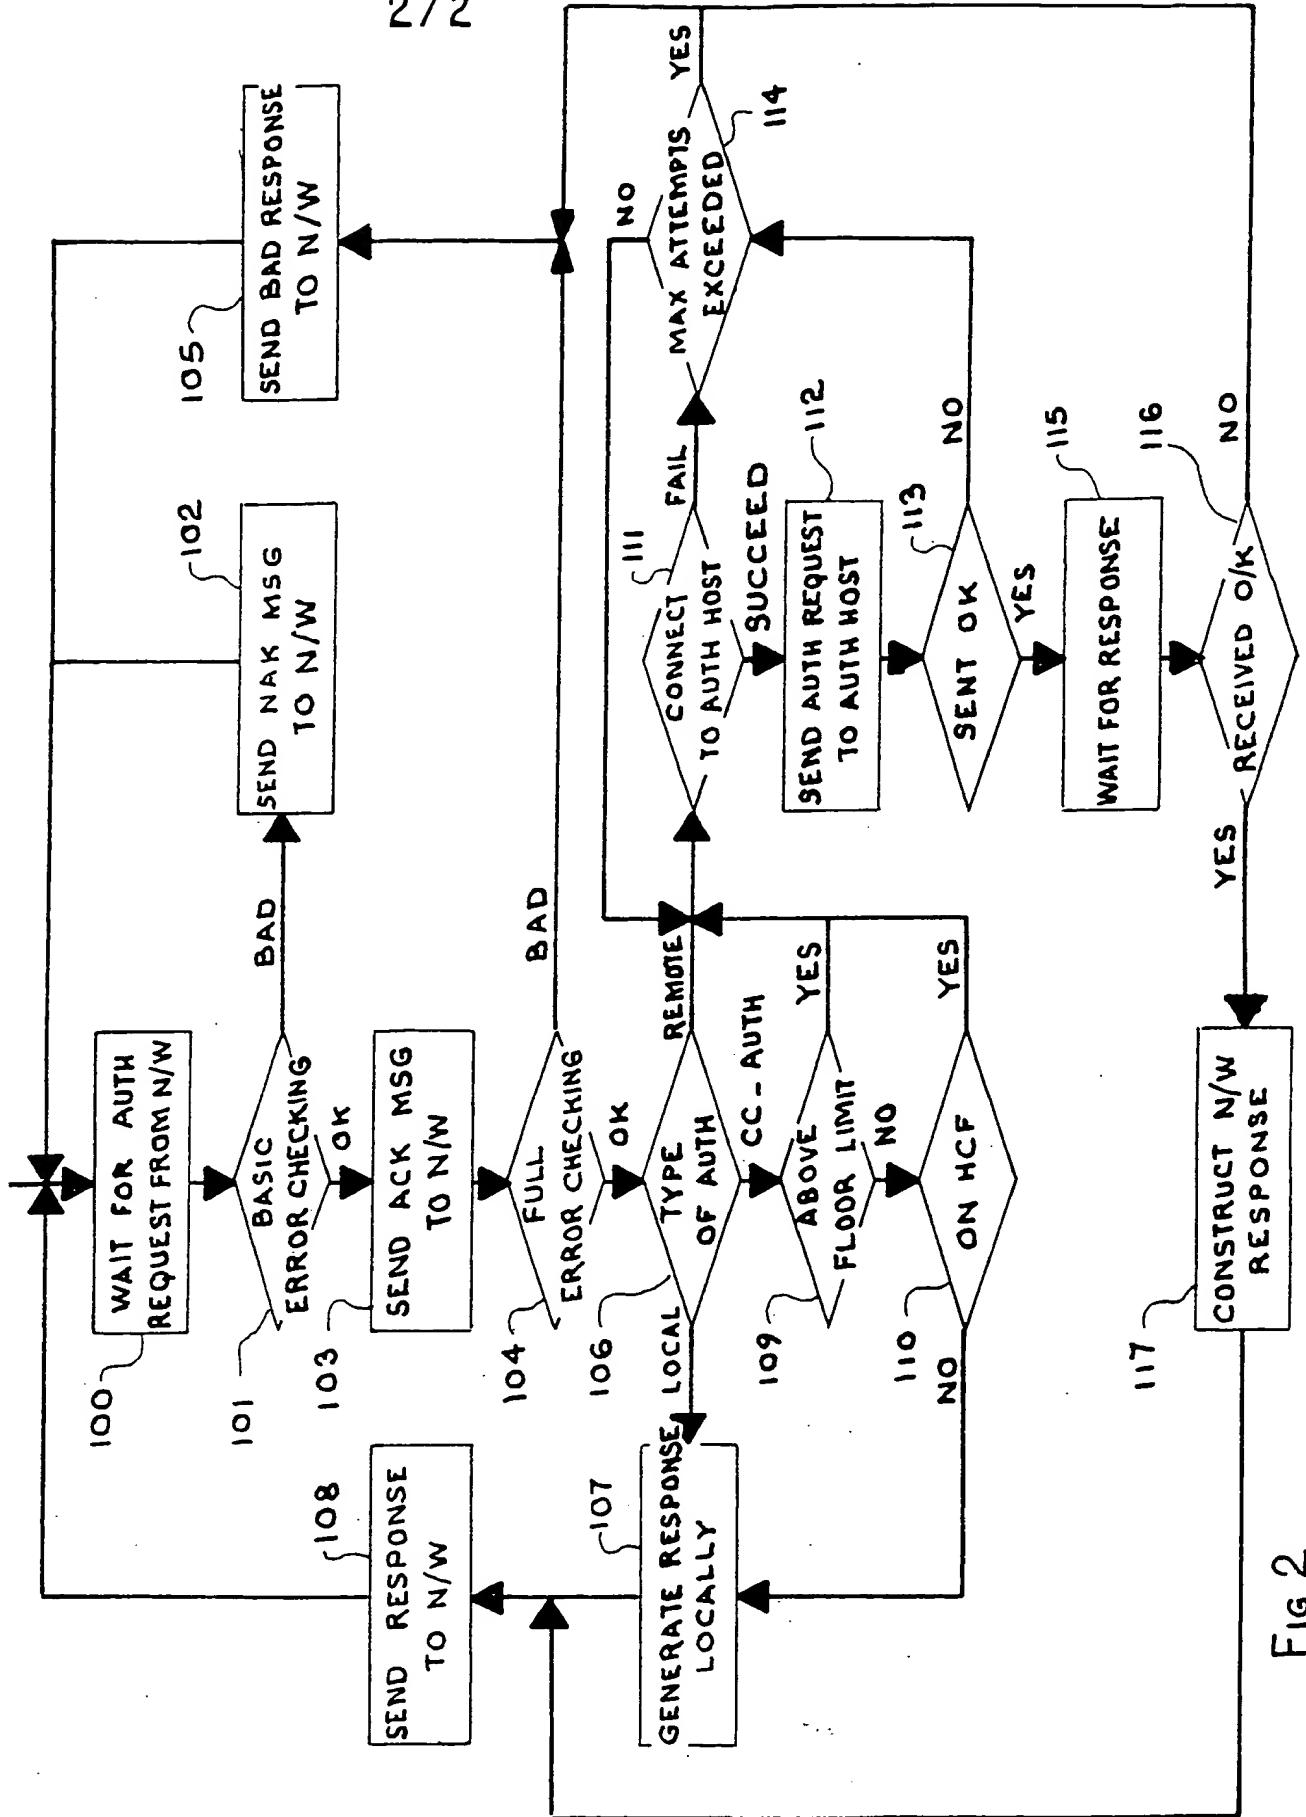 2/2
100
WAIT FOR AUTH
REQUEST FROM N/W
101
BASIC
ERROR CHECKING
BAD
OK
102
SEND NAK MSG
TO N/W
103
SEND ACK MSG
TO N/W
104
FULL
ERROR CHECKING
BAD
OK
105
SEND BAD RESPONSE
TO N/W
106
TYPE
OF AUTH
LOCAL
REMOTE
CC-AUTH
107
GENERATE RESPONSE
LOCALLY
108
SEND RESPONSE
TO N/W
109
ABOVE
FLOOR LIMIT
YES
NO
110
ON HCF
YES
NO
111
CONNECT
TO AUTH HOST
FAIL
SUCCEED
112
SEND AUTH REQUEST
TO AUTH HOST
113
SENT OK
NO
YES
114
MAX ATTEMPTS
EXCEEDED
NO
YES
115
WAIT FOR RESPONSE
116
RECEIVED O/K
NO
YES
117
CONSTRUCT N/W
RESPONSE
FIG 2